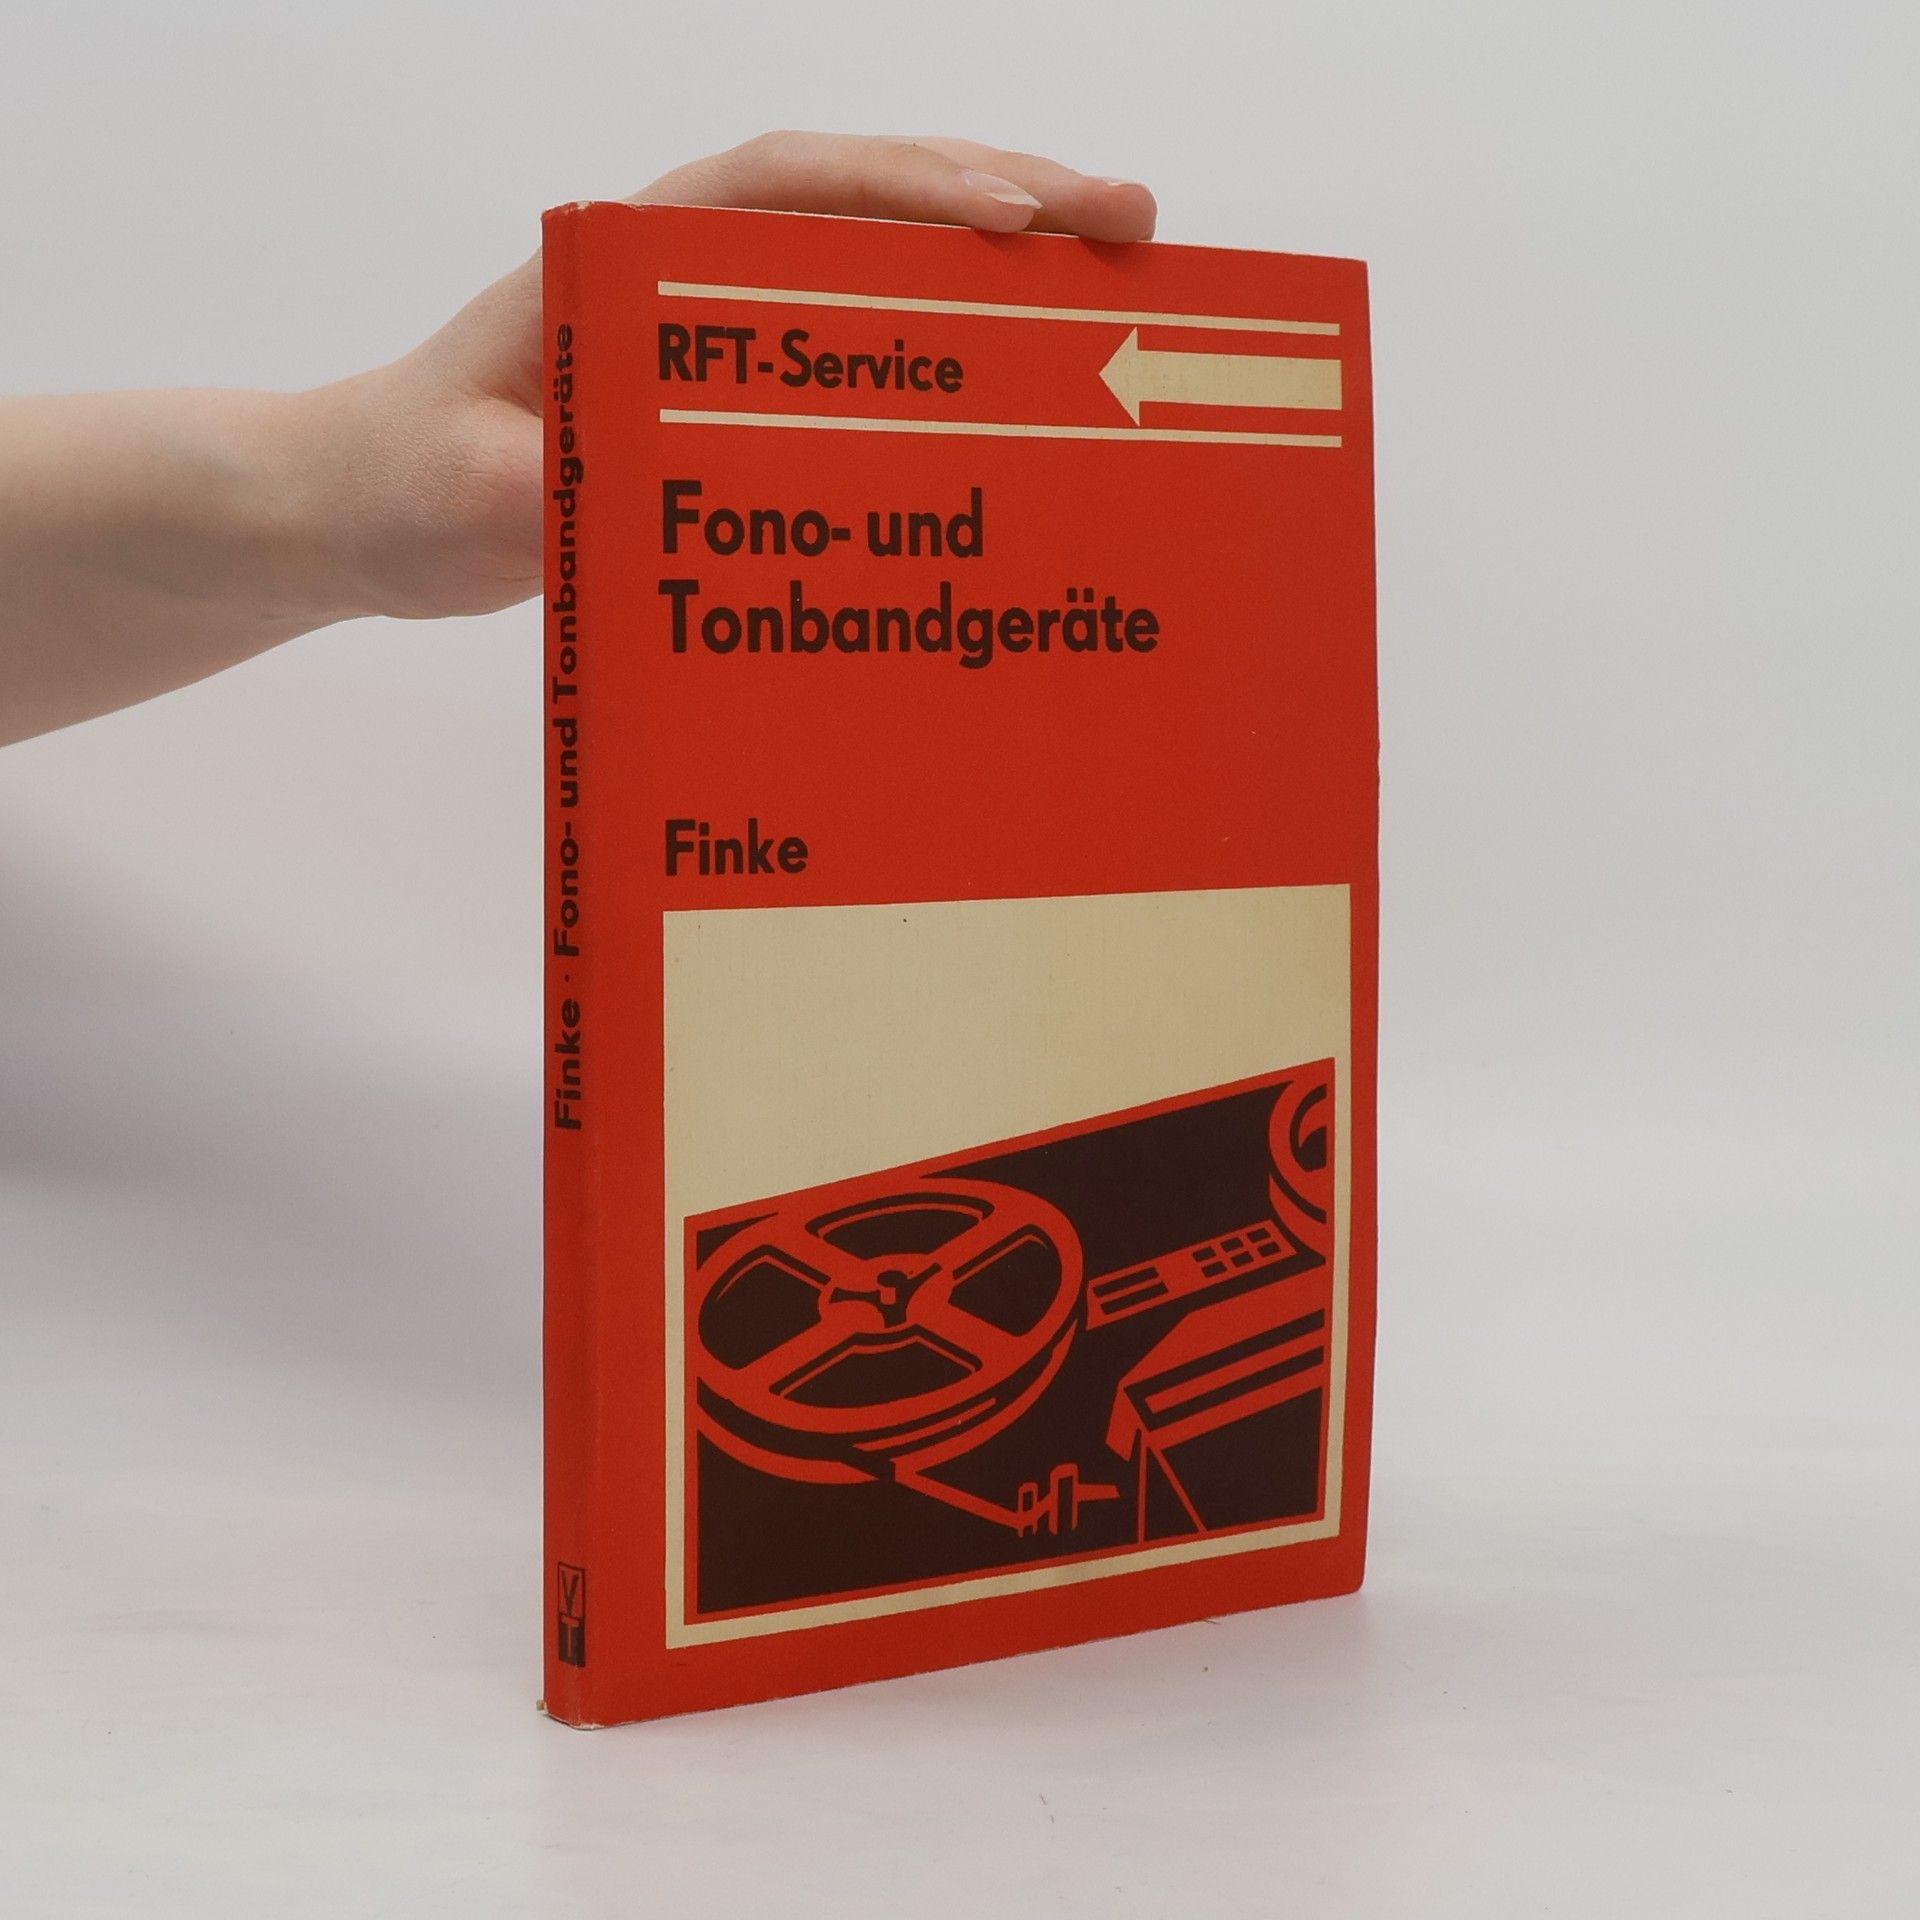 RFT-Service
Fono- und
Tonbandgeräte
Finke
Finke · Fono- und Tonbandgeräte
VT